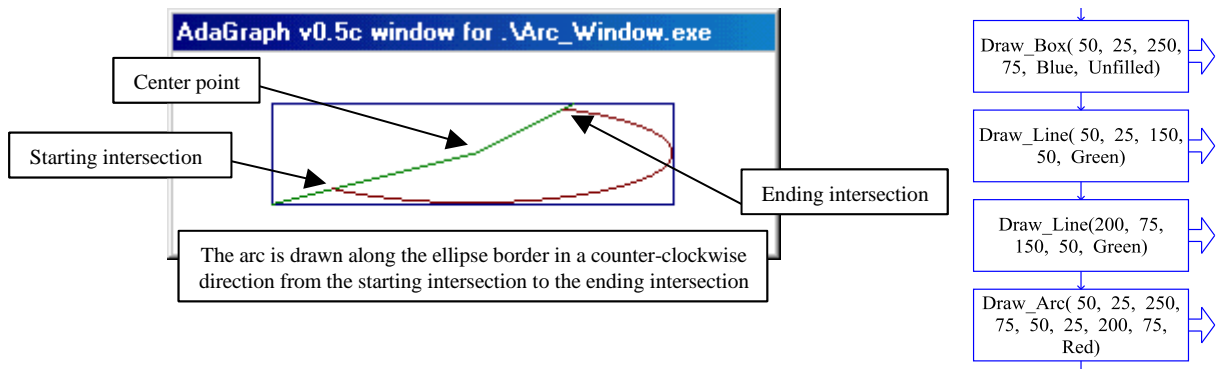 AdaGraph v0.5c window for .\Arc_Window.exe
Center point
Starting intersection
Ending intersection
The arc is drawn along the ellipse border in a counter-clockwise
direction from the starting intersection to the ending intersection
Draw_Box( 50, 25, 250,
75, Blue, Unfilled)
Draw_Line( 50, 25, 150,
50, Green)
Draw_Line(200, 75,
150, 50, Green)
Draw_Arc( 50, 25, 250,
75, 50, 25, 200, 75,
Red)